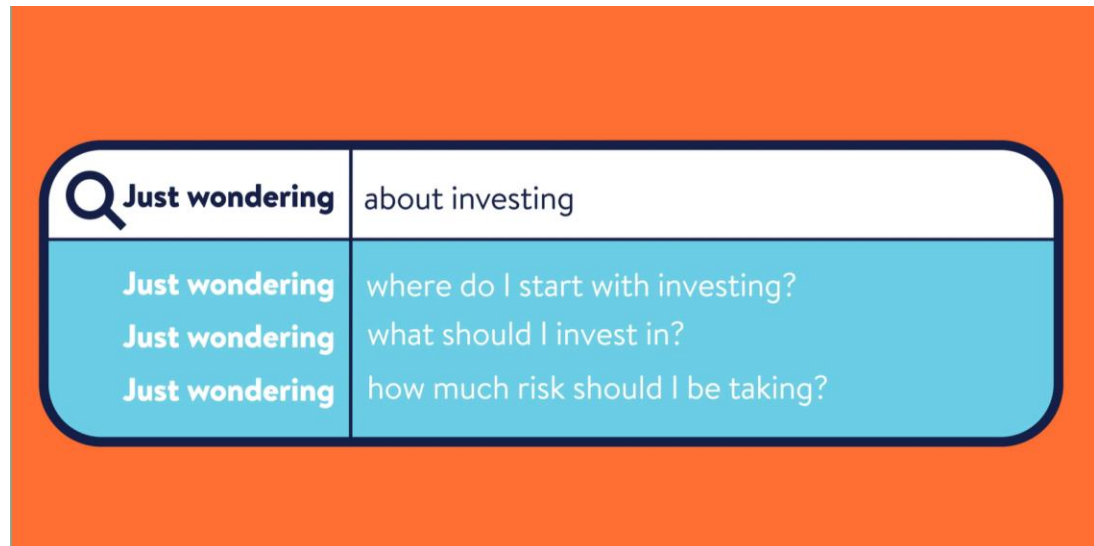 Just wondering about investing
Just wondering where do I start with investing?
Just wondering what should I invest in?
Just wondering how much risk should I be taking?